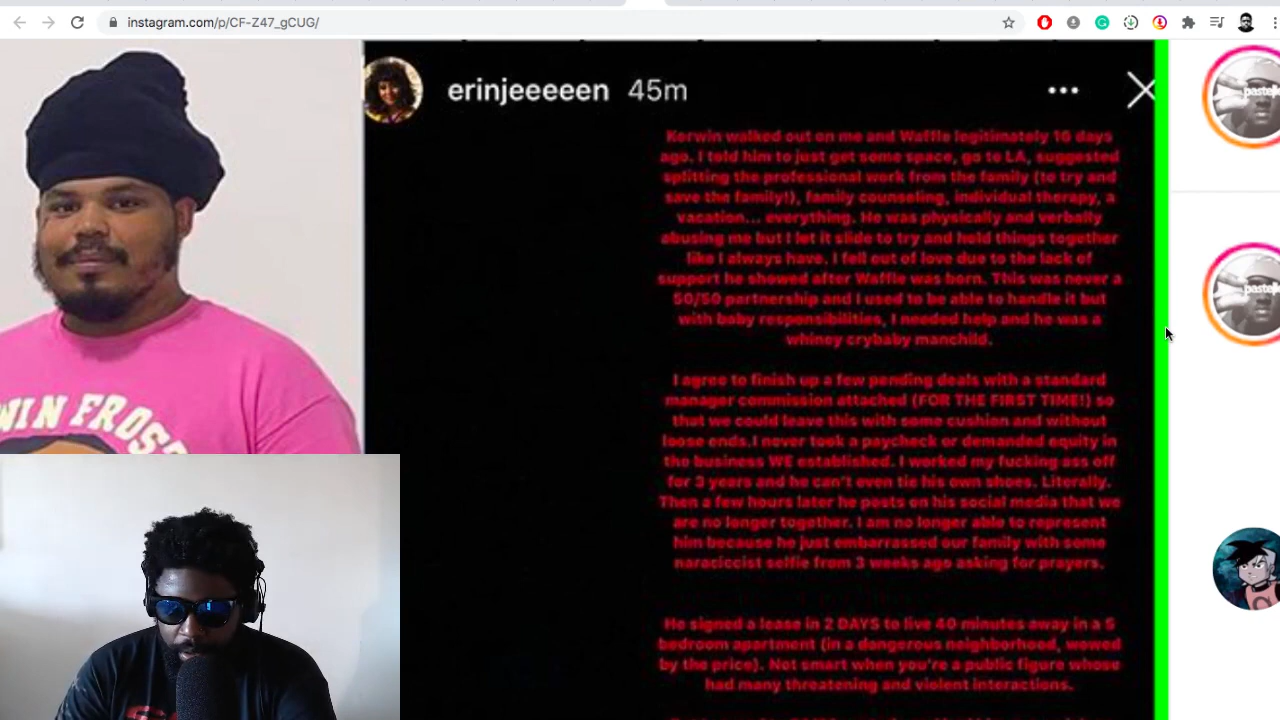 instagram.com/p/CF-Z47_gCUG/
erinjeeeeen 45m
Kerwin walked out on me and Waffle legitimately 10 days
ago. I told him to just get some space, go to LA, suggested
splitting the professional work from the family (to try and
save the family!), family counseling, individual therapy, a
vacation... everything. He was physically and verbally
abusing me but I let it slide to try and hold things together
like I always have. I fell out of love due to the lack of
support he showed after Waffle was born. This was never a
50/50 partnership and I used to be able to handle it but
with baby responsibilities, I needed help and he was a
whiney crybaby manchild.
I agree to finish up a few pending deals with a standard
manager commission attached (FOR THE FIRST TIME!) so
that we could leave this with some cushion and without
loose ends.I never took a paycheck or demanded equity in
the business WE established. I worked my fucking ass off
for 3 years and he can't even tie his own shoes. Literally.
Then a few hours later he posts on his social media that we
are no longer together. I am no longer able to represent
him because he just embarrassed our family with some
naraciccist selfie from 3 weeks ago asking for prayers.
He signed a lease in 2 DAYS to live 40 minutes away in a 5
bedroom apartment (in a dangerous neighborhood, wowed
by the price). Not smart when you're a public figure whose
had many threatening and violent interactions.
WIN FROS
pastel
pastel